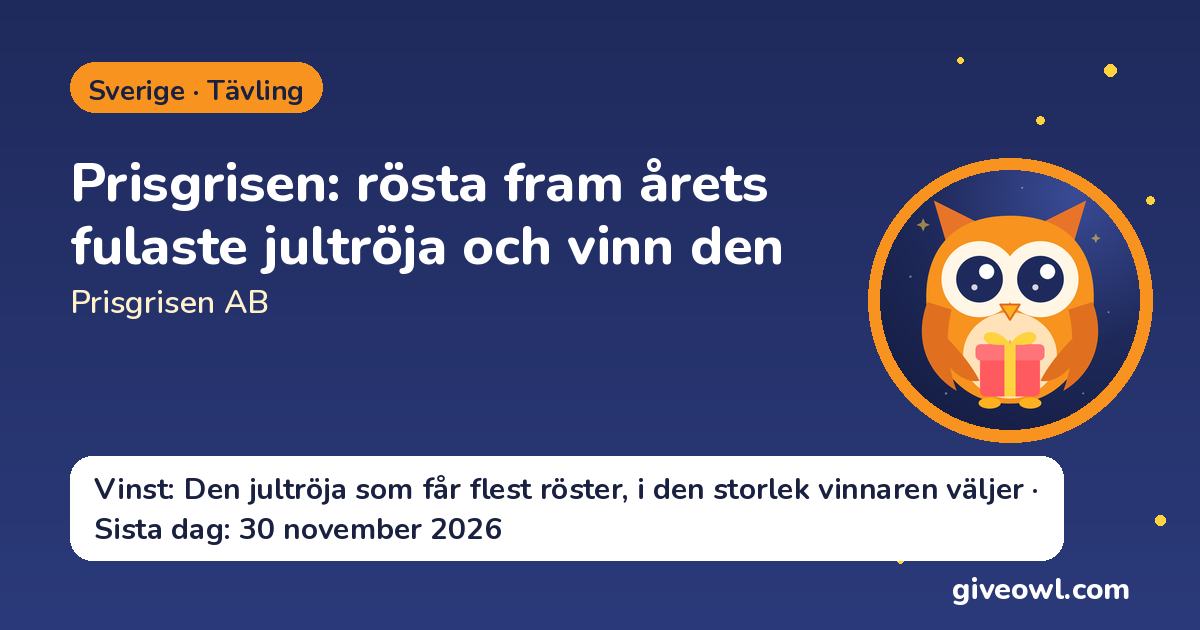 Sverige · Tävling
Prisgrisen: rösta fram årets
fulaste jultröja och vinn den
Prisgrisen AB
Vinst: Den jultröja som får flest röster, i den storlek vinnaren väljer ·
Sista dag: 30 november 2026
giveowl.com